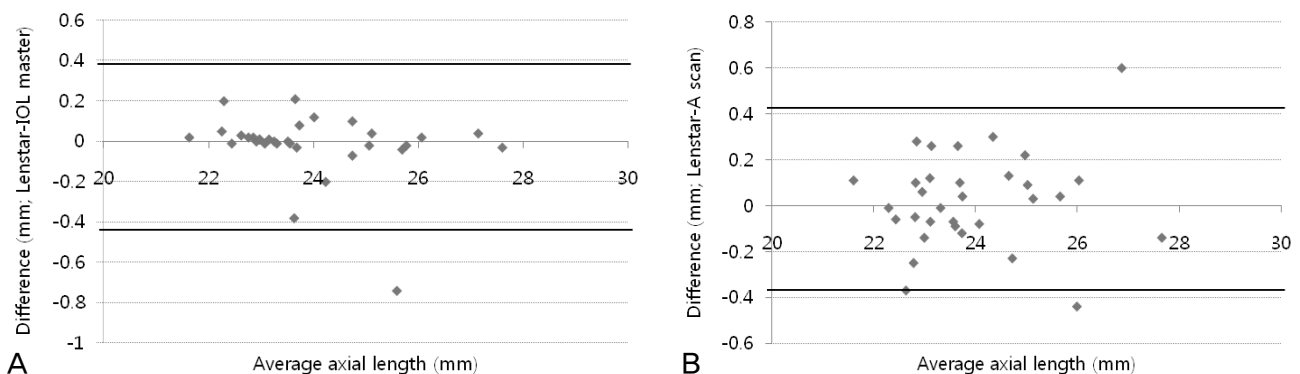 0.6
0.4
0.2
0
-0.2
-0.4
-0.6
-0.8
-1
20 22 24 26 28 30
Difference (mm; Lenstar-IOL master)
Average axial length (mm)
A
0.8
0.6
0.4
0.2
0
-0.2
-0.4
-0.6
20 22 24 26 28 30
Difference (mm; Lenstar-A scan)
Average axial length (mm)
B